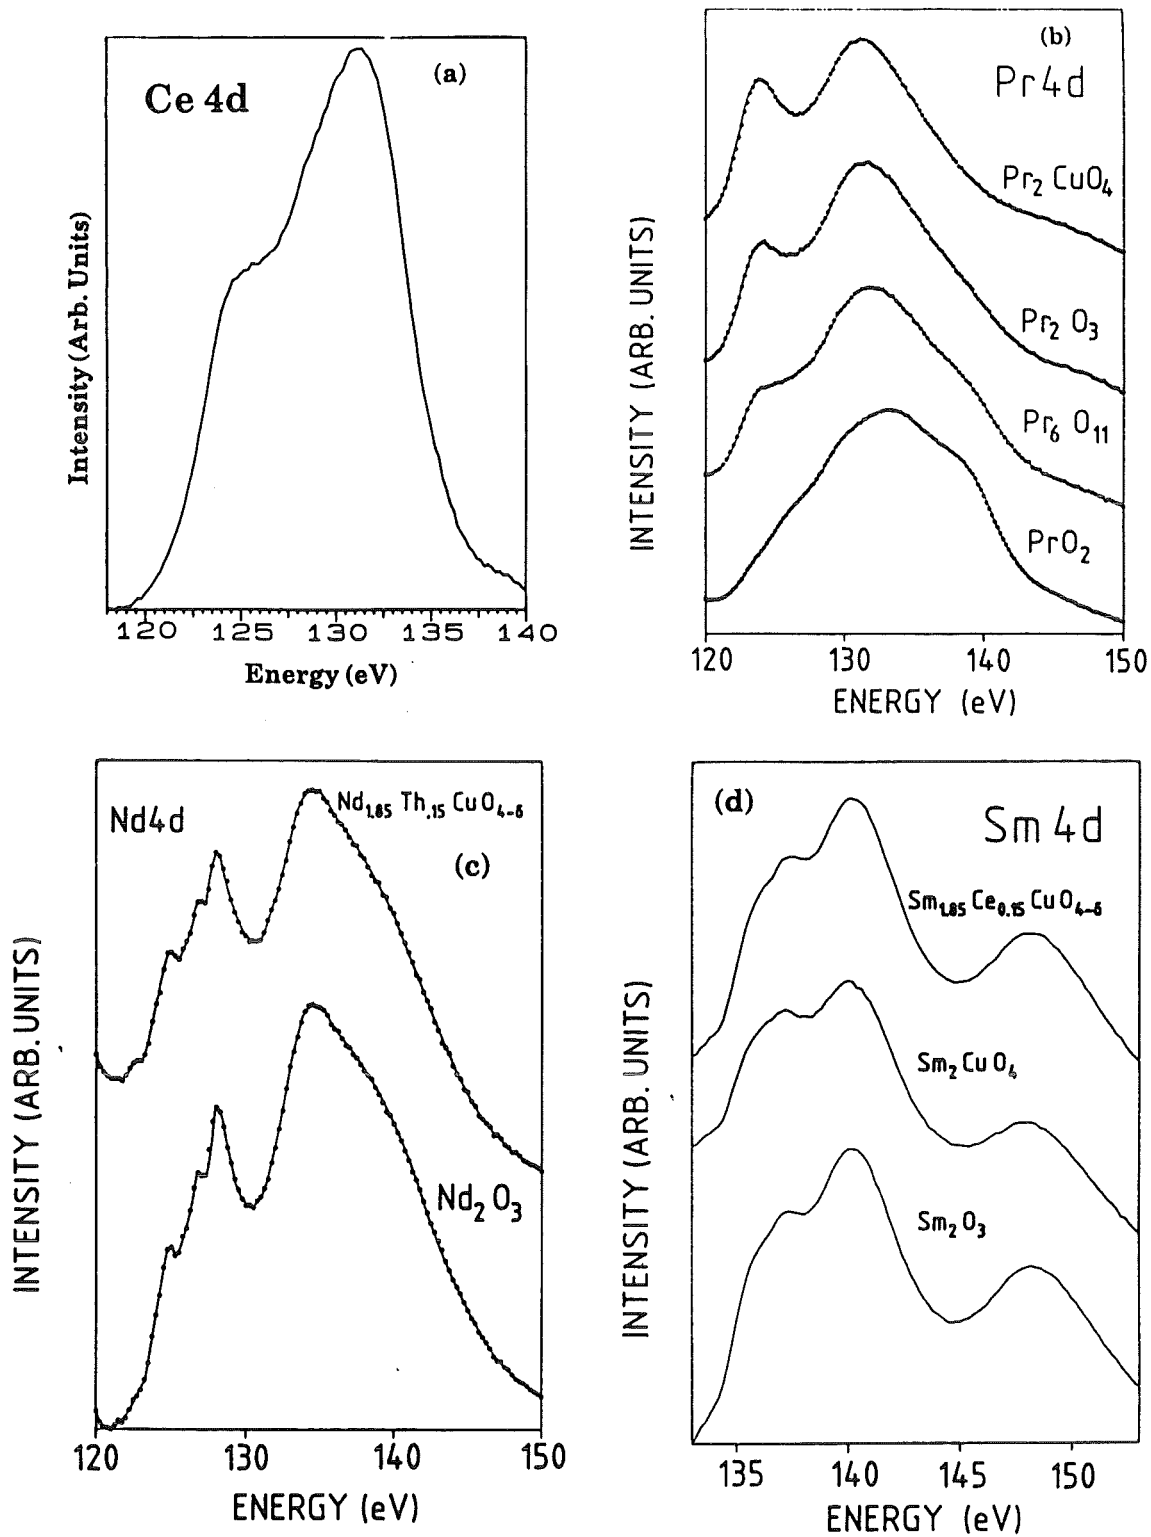 (a)
Ce 4d
Intensity (Arb. Units)
120 125 130 135 140
Energy (eV)
(b)
Pr 4d
Pr₂ CuO₄
Pr₂ O₃
Pr₆ O₁₁
PrO₂
INTENSITY (ARB. UNITS)
120 130 140 150
ENERGY (eV)
Nd4d
Nd₁.₈₅ Th.₁₅ CuO₄₋δ
(c)
Nd₂ O₃
INTENSITY (ARB. UNITS)
120 130 140 150
ENERGY (eV)
(d)
Sm 4d
Sm₁.₈₅ Ce₀.₁₅ CuO₄₋δ
Sm₂ CuO₄
Sm₂ O₃
INTENSITY (ARB. UNITS)
135 140 145 150
ENERGY (eV)